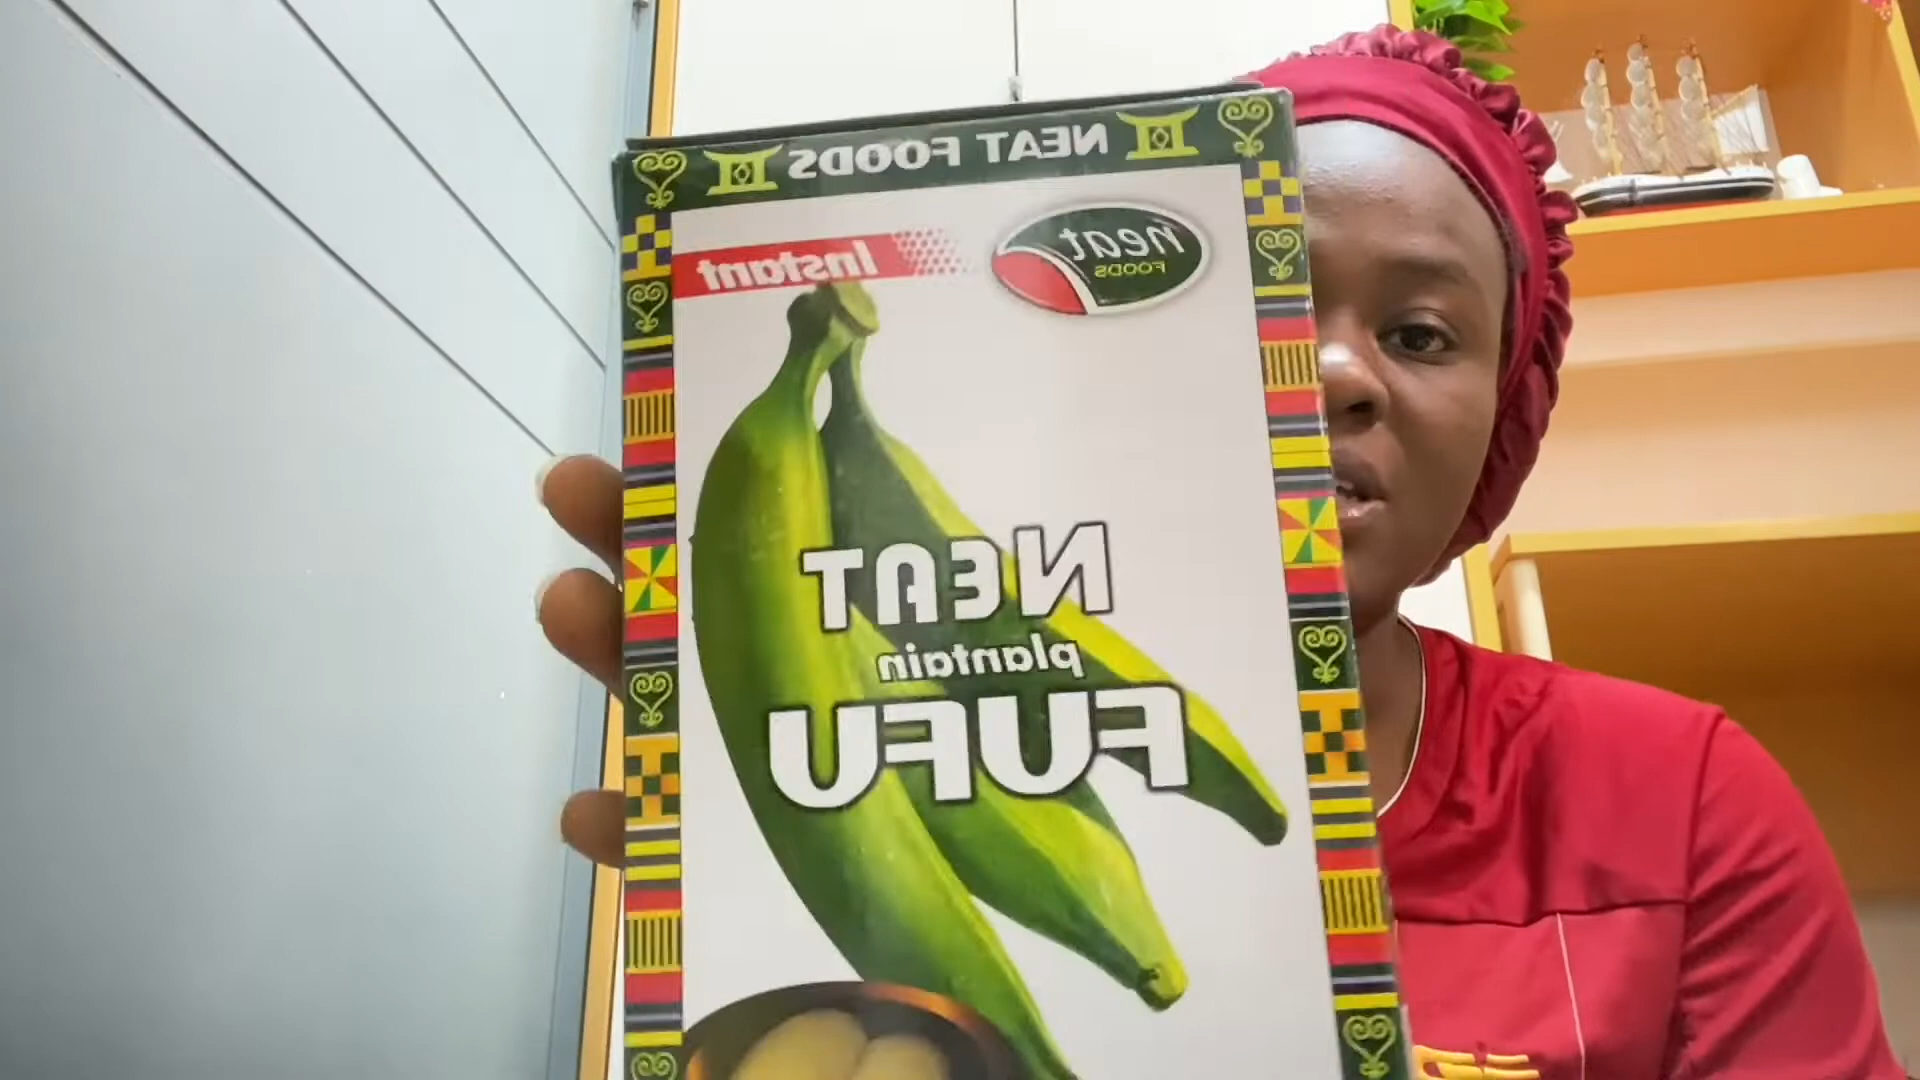 NEAT FOODS
neat
FOODS
Instant
NEAT
plantain
FUFU